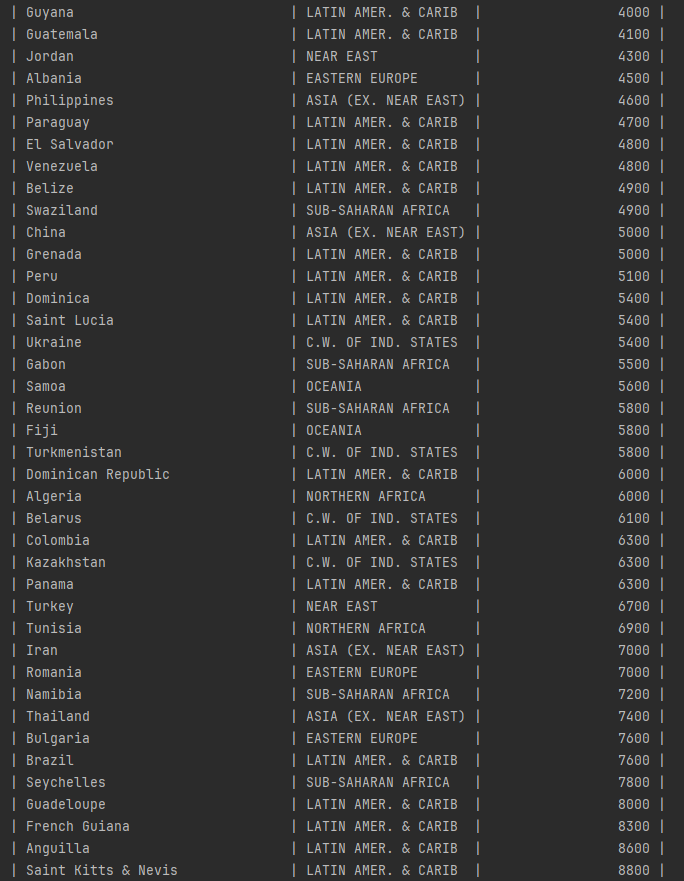 | Guyana | LATIN AMER. & CARIB | 4000 |
| Guatemala | LATIN AMER. & CARIB | 4100 |
| Jordan | NEAR EAST | 4300 |
| Albania | EASTERN EUROPE | 4500 |
| Philippines | ASIA (EX. NEAR EAST) | 4600 |
| Paraguay | LATIN AMER. & CARIB | 4700 |
| El Salvador | LATIN AMER. & CARIB | 4800 |
| Venezuela | LATIN AMER. & CARIB | 4800 |
| Belize | LATIN AMER. & CARIB | 4900 |
| Swaziland | SUB-SAHARAN AFRICA | 4900 |
| China | ASIA (EX. NEAR EAST) | 5000 |
| Grenada | LATIN AMER. & CARIB | 5000 |
| Peru | LATIN AMER. & CARIB | 5100 |
| Dominica | LATIN AMER. & CARIB | 5400 |
| Saint Lucia | LATIN AMER. & CARIB | 5400 |
| Ukraine | C.W. OF IND. STATES | 5400 |
| Gabon | SUB-SAHARAN AFRICA | 5500 |
| Samoa | OCEANIA | 5600 |
| Reunion | SUB-SAHARAN AFRICA | 5800 |
| Fiji | OCEANIA | 5800 |
| Turkmenistan | C.W. OF IND. STATES | 5800 |
| Dominican Republic | LATIN AMER. & CARIB | 6000 |
| Algeria | NORTHERN AFRICA | 6000 |
| Belarus | C.W. OF IND. STATES | 6100 |
| Colombia | LATIN AMER. & CARIB | 6300 |
| Kazakhstan | C.W. OF IND. STATES | 6300 |
| Panama | LATIN AMER. & CARIB | 6300 |
| Turkey | NEAR EAST | 6700 |
| Tunisia | NORTHERN AFRICA | 6900 |
| Iran | ASIA (EX. NEAR EAST) | 7000 |
| Romania | EASTERN EUROPE | 7000 |
| Namibia | SUB-SAHARAN AFRICA | 7200 |
| Thailand | ASIA (EX. NEAR EAST) | 7400 |
| Bulgaria | EASTERN EUROPE | 7600 |
| Brazil | LATIN AMER. & CARIB | 7600 |
| Seychelles | SUB-SAHARAN AFRICA | 7800 |
| Guadeloupe | LATIN AMER. & CARIB | 8000 |
| French Guiana | LATIN AMER. & CARIB | 8300 |
| Anguilla | LATIN AMER. & CARIB | 8600 |
| Saint Kitts & Nevis | LATIN AMER. & CARIB | 8800 |